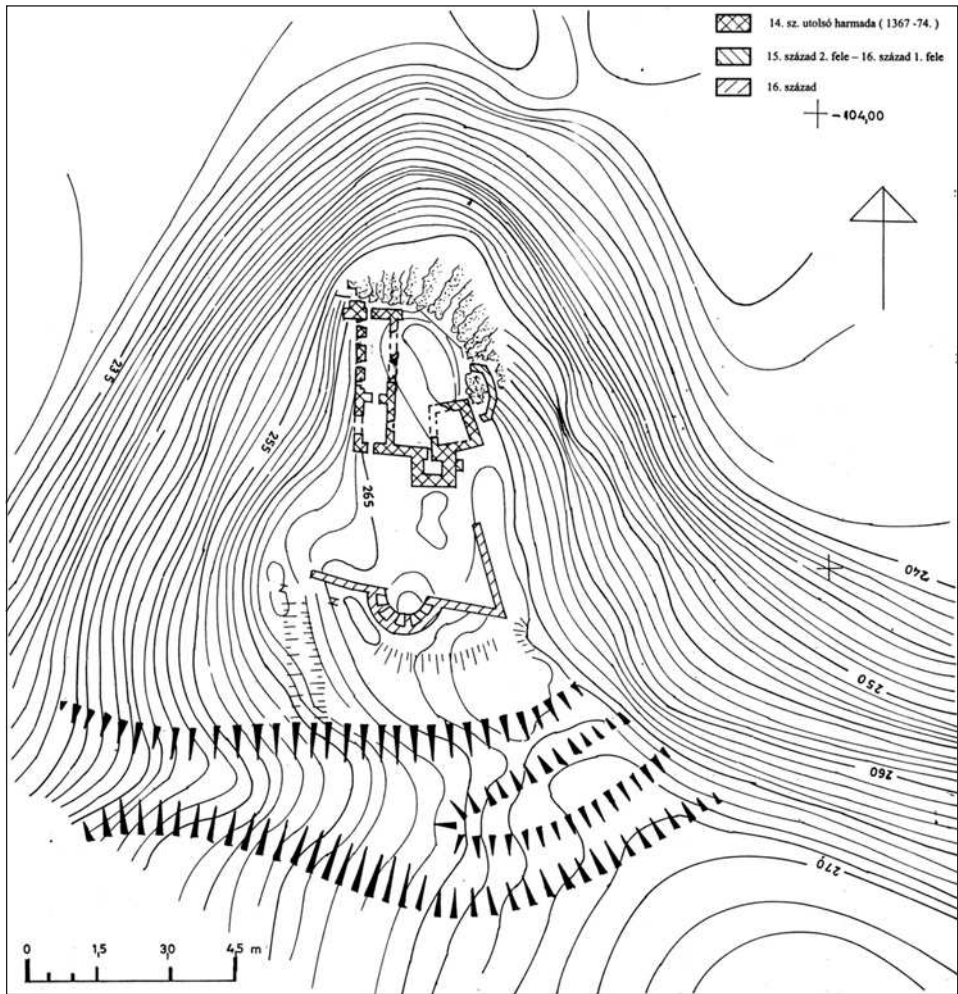 14. sz. utolsó harmada ( 1367 -74. )
15. század 2. fele – 16. század 1. fele
16. század
-104,00
235
255
265
N
N
240
250
260
270
0 1,5 3,0 4,5 m